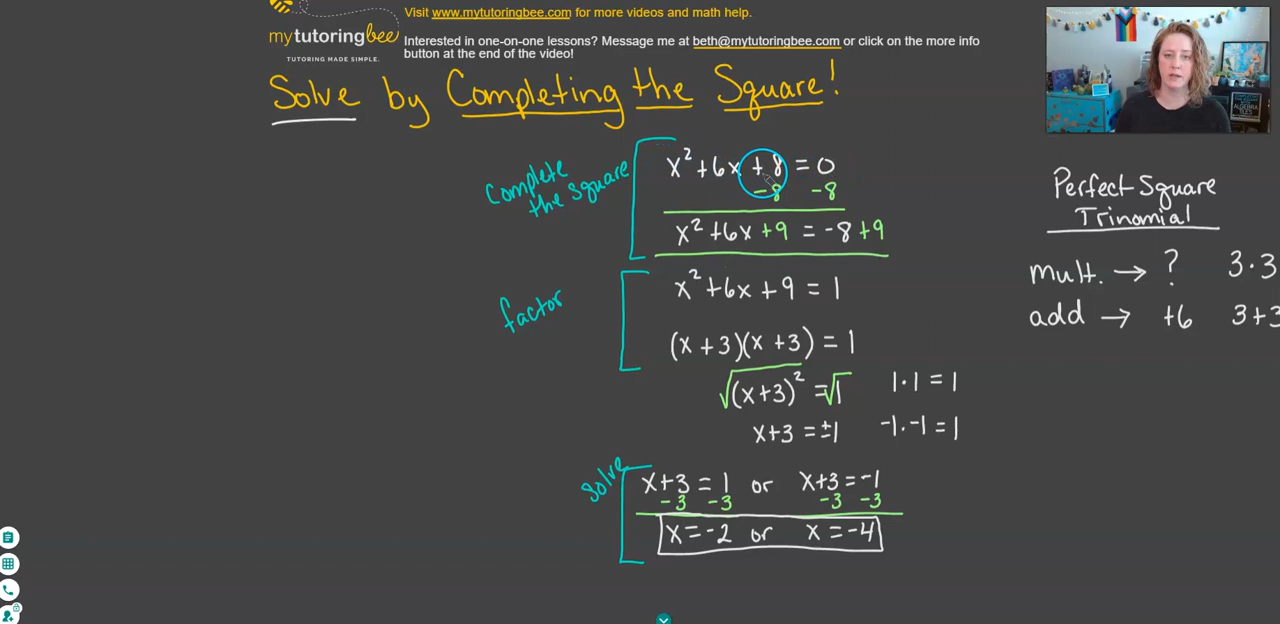 Visit www.mytutoringbee.com for more videos and math help.
mytutoringbee
TUTORING MADE SIMPLE.
Interested in one-on-one lessons? Message me at beth@mytutoringbee.com or click on the more info
button at the end of the video!
Solve by Completing the Square!
Complete
the Square
x² +6x +8 = 0
-8 -8
x² +6x +9 = -8 +9
factor
x² +6x +9 = 1
(x +3)(x +3) = 1
√(x+3)² = √1
1·1 = 1
x+3 = ±1
-1·-1 = 1
Solve
x+3 = 1 or x+3 = -1
-3 -3 -3 -3
x = -2 or x = -4
Perfect Square
Trinomial
mult. → ? 3·3
add → +6 3+3
ALGEBRA
TILES